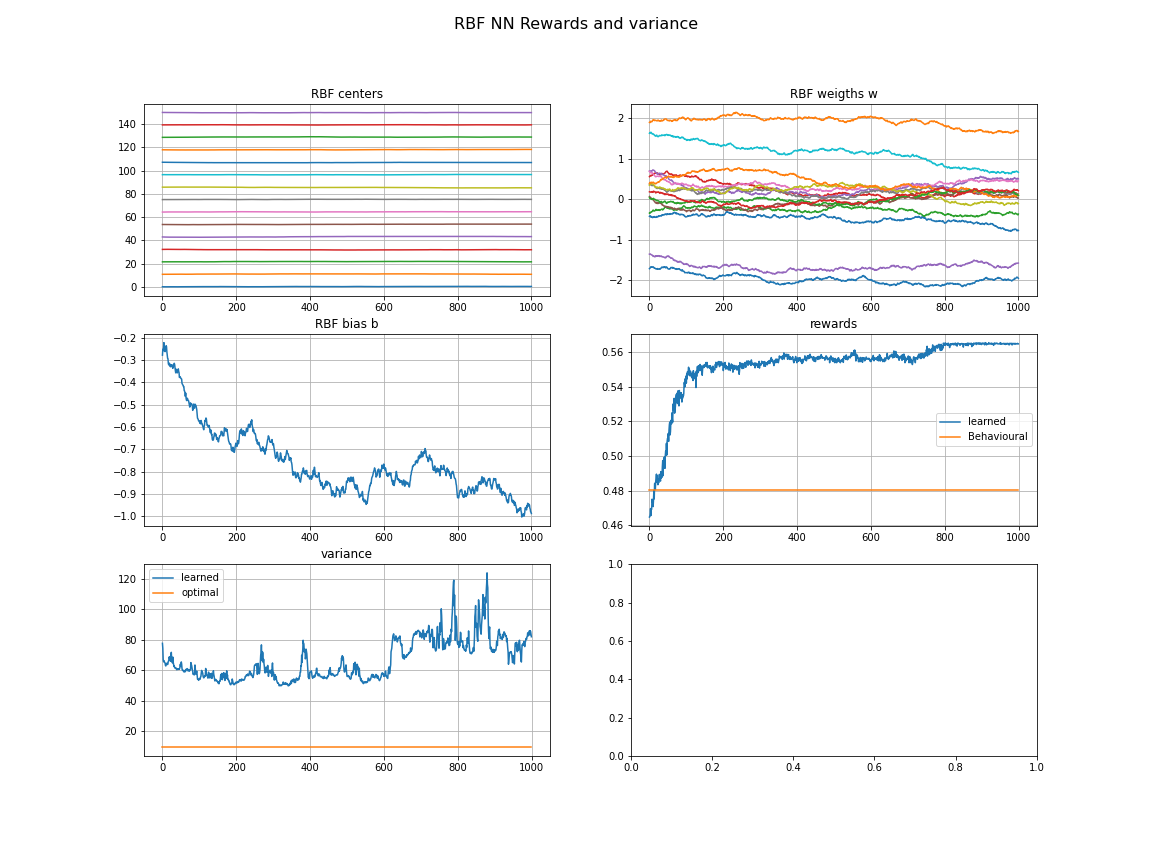 RBF NN Rewards and variance
RBF centers
140
120
100
80
60
40
20
0
0 200 400 600 800 1000
RBF weigths w
2
1
0
−1
−2
0 200 400 600 800 1000
RBF bias b
−0.2
−0.3
−0.4
−0.5
−0.6
−0.7
−0.8
−0.9
−1.0
0 200 400 600 800 1000
rewards
0.56
0.54
0.52
0.50
0.48
0.46
learned
Behavioural
0 200 400 600 800 1000
variance
120
100
80
60
40
20
learned
optimal
0 200 400 600 800 1000
1.0
0.8
0.6
0.4
0.2
0.0
0.0 0.2 0.4 0.6 0.8 1.0